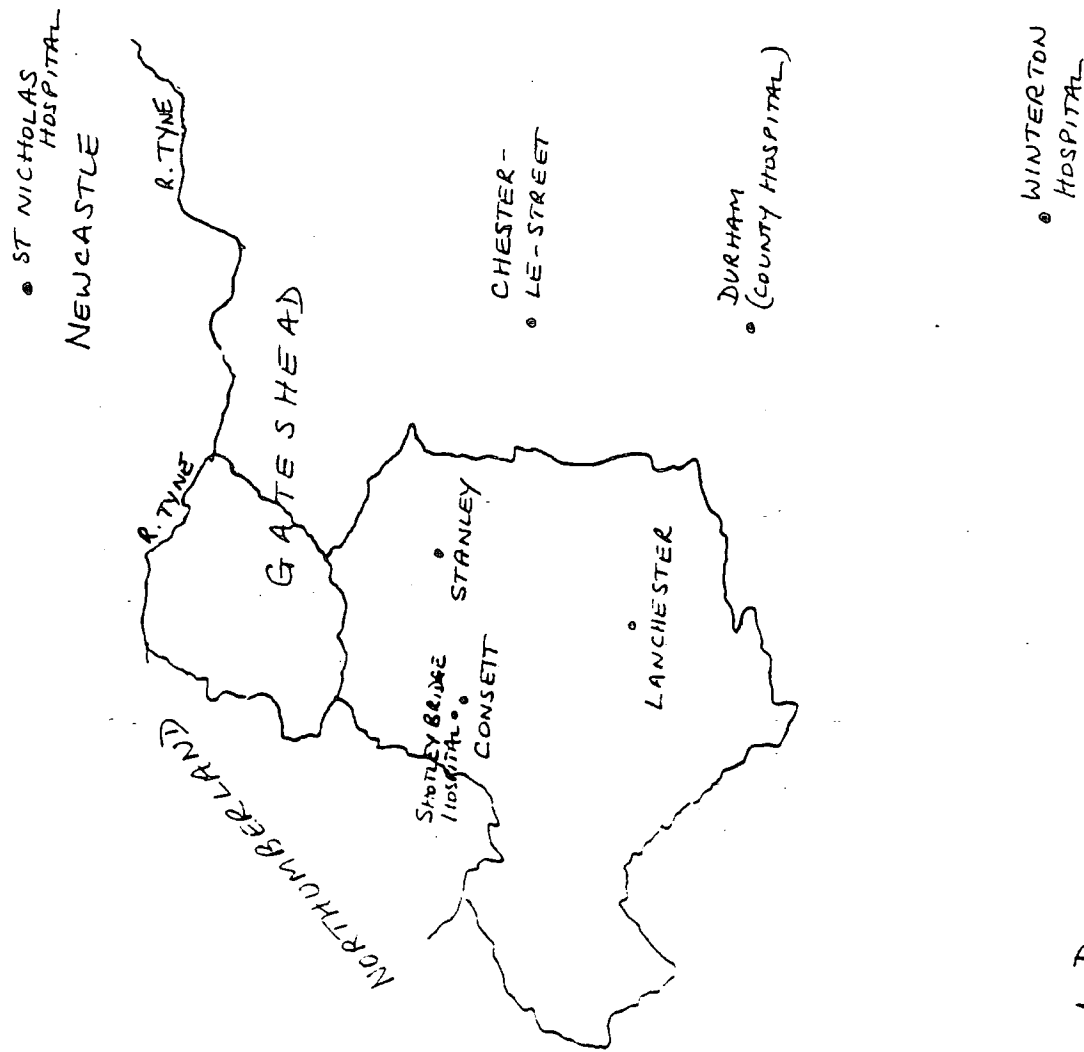 ST NICHOLAS
HOSPITAL
NEWCASTLE
R. TYNE
R. TYNE
GATESHEAD
NORTHUMBERLAND
CHESTER-
LE-STREET
SHOTLEY BRIDGE
HOSPITAL
CONSETT
STANLEY
DURHAM
(COUNTY HOSPITAL)
LANCHESTER
WINTERTON
HOSPITAL